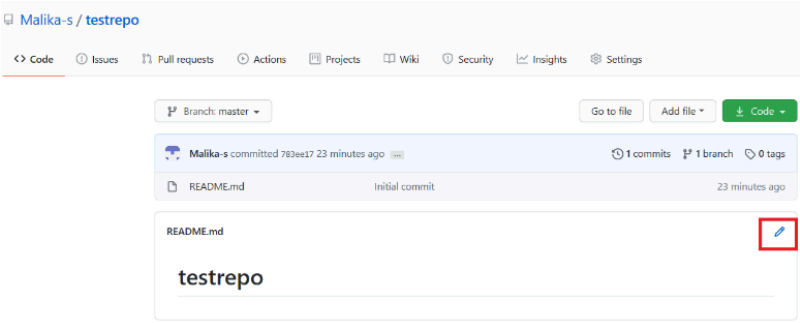 Malika-s / testrepo
Code Issues Pull requests Actions Projects Wiki Security Insights Settings
Branch: master Go to file Add file Code
Malika-s committed 783ee17 23 minutes ago ... 1 commits 1 branch 0 tags
README.md Initial commit 23 minutes ago
README.md
testrepo